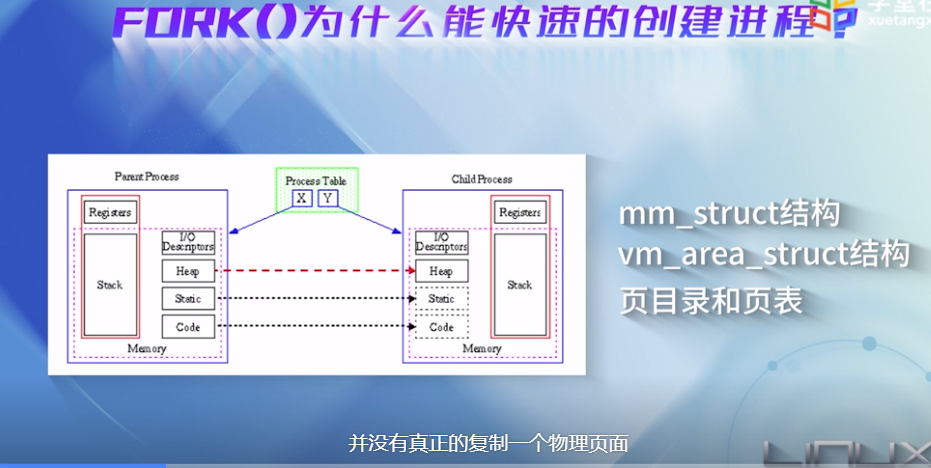 FORK()为什么能快速的创建进程?
学堂在
xuetangx
Parent Process
Process Table
Child Process
X Y
Registers
Registers
I/O
Descriptors
I/O
Descriptors
Heap
Heap
Stack
Stack
Static
Static
Code
Code
Memory
Memory
mm_struct结构
vm_area_struct结构
页目录和页表
并没有真正的复制一个物理页面
LINUX